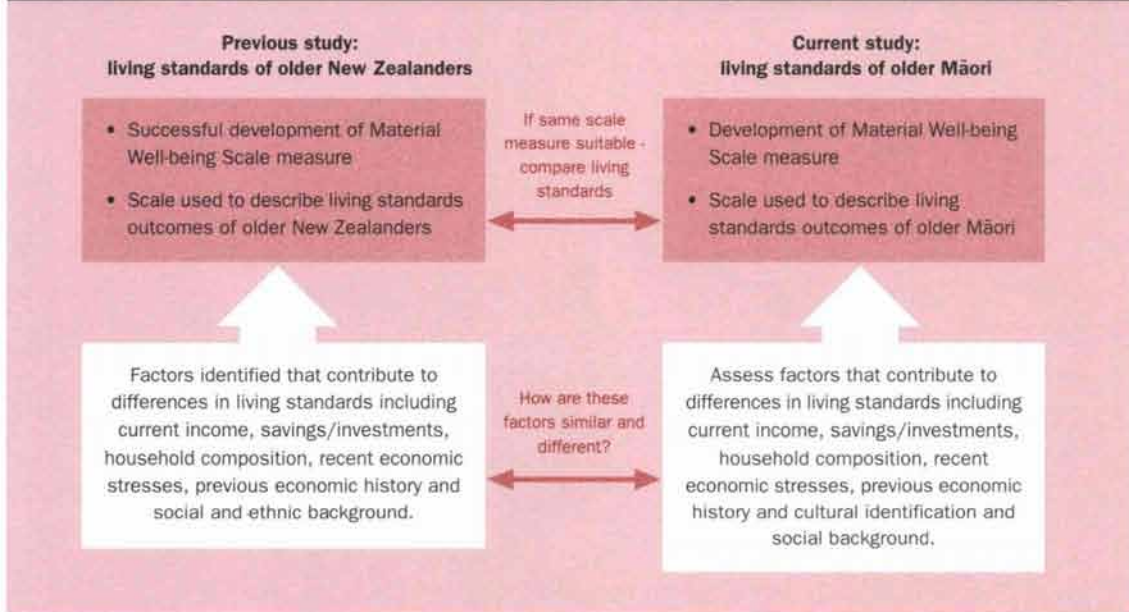 Previous study:
living standards of older New Zealanders
• Successful development of Material
Well-being Scale measure
• Scale used to describe living standards
outcomes of older New Zealanders
If same scale
measure suitable -
compare living
standards
Current study:
living standards of older Māori
• Development of Material Well-being
Scale measure
• Scale used to describe living
standards outcomes of older Māori
Factors identified that contribute to
differences in living standards including
current income, savings/investments,
household composition, recent economic
stresses, previous economic history and
social and ethnic background.
How are these
factors similar and
different?
Assess factors that contribute to
differences in living standards including
current income, savings/investments,
household composition, recent
economic stresses, previous economic
history and cultural identification and
social background.